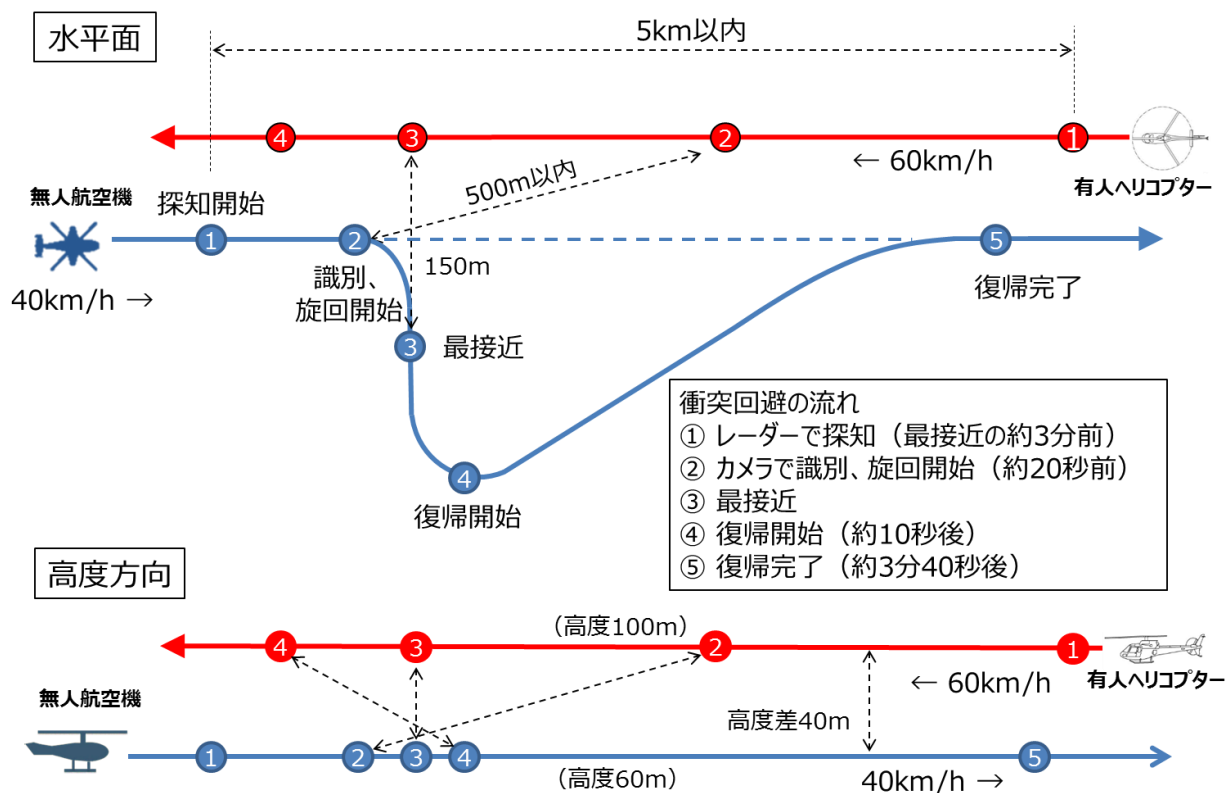 水平面
5km以内
④ ③ ② ①
← 60km/h
有人ヘリコプター
500m以内
無人航空機
探知開始
① ② ⑤
40km/h →
識別、
旋回開始
150m
復帰完了
③ 最接近
④
復帰開始
衝突回避の流れ
① レーダーで探知（最接近の約3分前）
② カメラで識別、旋回開始（約20秒前）
③ 最接近
④ 復帰開始（約10秒後）
⑤ 復帰完了（約3分40秒後）
高度方向
（高度100m）
④ ③ ② ①
← 60km/h
有人ヘリコプター
無人航空機
高度差40m
① ② ③ ④ ⑤
（高度60m）
40km/h →